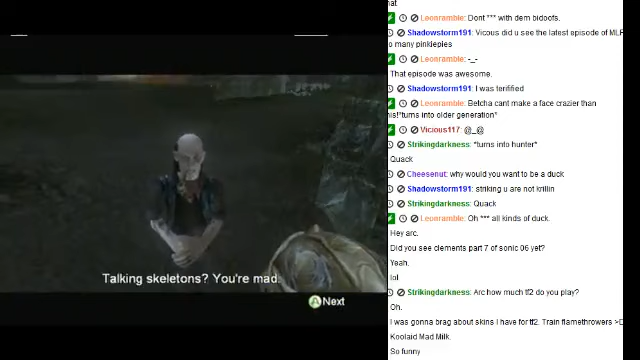 Talking skeletons? You're mad.
Next
hat
Leonramble: Dont *** with dem bidoofs.
Shadowstorm191: Vicous did u see the latest episode of MLP
o many pinkiepies
Leonramble: -_-
That episode was awesome.
Shadowstorm191: I was terified
Leonramble: Betcha cant make a face crazier than
his!*turns into older generation*
Vicious117: @_@
Strikingdarkness: *turns into hunter*
Quack
Cheesenut: why would you want to be a duck
Shadowstorm191: striking u are not krillin
Strikingdarkness: Quack
Leonramble: Oh *** all kinds of duck.
Hey arc.
Did you see clements part 7 of sonic 06 yet?
Yeah.
lol
Strikingdarkness: Arc how much tf2 do you play?
Oh.
I was gonna brag about skins I have for tf2. Train flamethrowers >D
Koolaid Mad Milk.
So funny